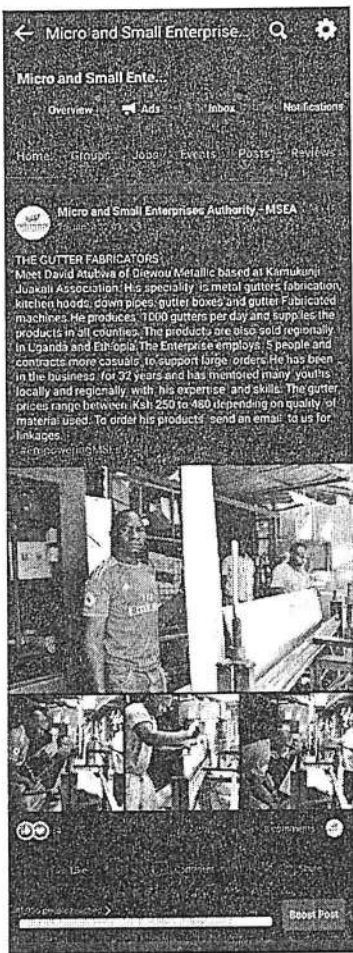 Micro and Small Enterprise...
Micro and Small Ente...
Overview Ads Inbox Notifications
Home Groups Jobs Events Posts Reviews
Micro and Small Enterprises Authority - MSEA
THE GUTTER FABRICATORS
Meet David Atubwa of Diewou Metallic based at Kamukunji
Juakali Association. His speciality is metal gutters fabrication,
kitchen hoods, down pipes, gutter boxes and gutter Fabricated
machines. He produces 1000 gutters per day and supplies the
products in all counties. The products are also sold regionally
in Uganda and Ethiopia. The Enterprise employs 5 people and
contracts more casuals to support large orders. He has been
in the business for 32 years and has mentored many youths
locally and regionally with his expertise and skills. The gutter
prices range between Ksh 250 to 460 depending on quality of
material used. To order his products send an email to us for
linkages.
comments
Like Comment
people reached
Boost Post